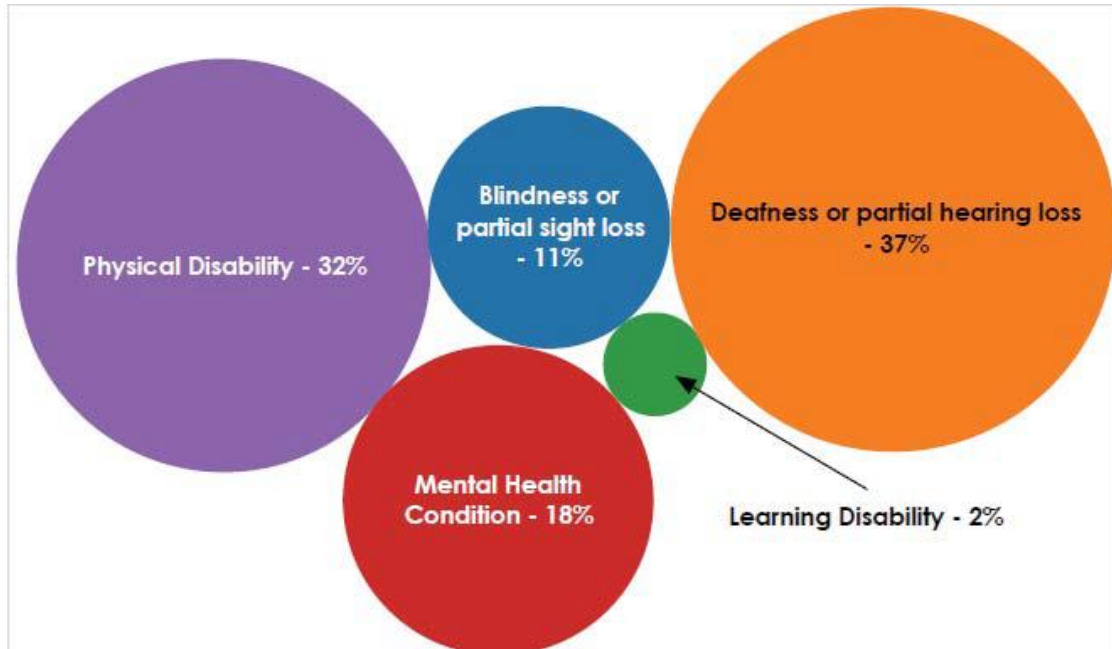 Physical Disability - 32%
Blindness or
partial sight loss
- 11%
Deafness or partial hearing loss
- 37%
Mental Health
Condition - 18%
Learning Disability - 2%